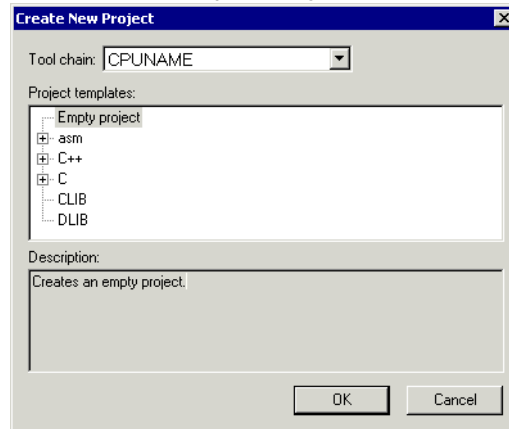 Create New Project
Tool chain: CPUNAME
Project templates:
Empty project
asm
C++
C
CLIB
DLIB
Description:
Creates an empty project.
OK Cancel